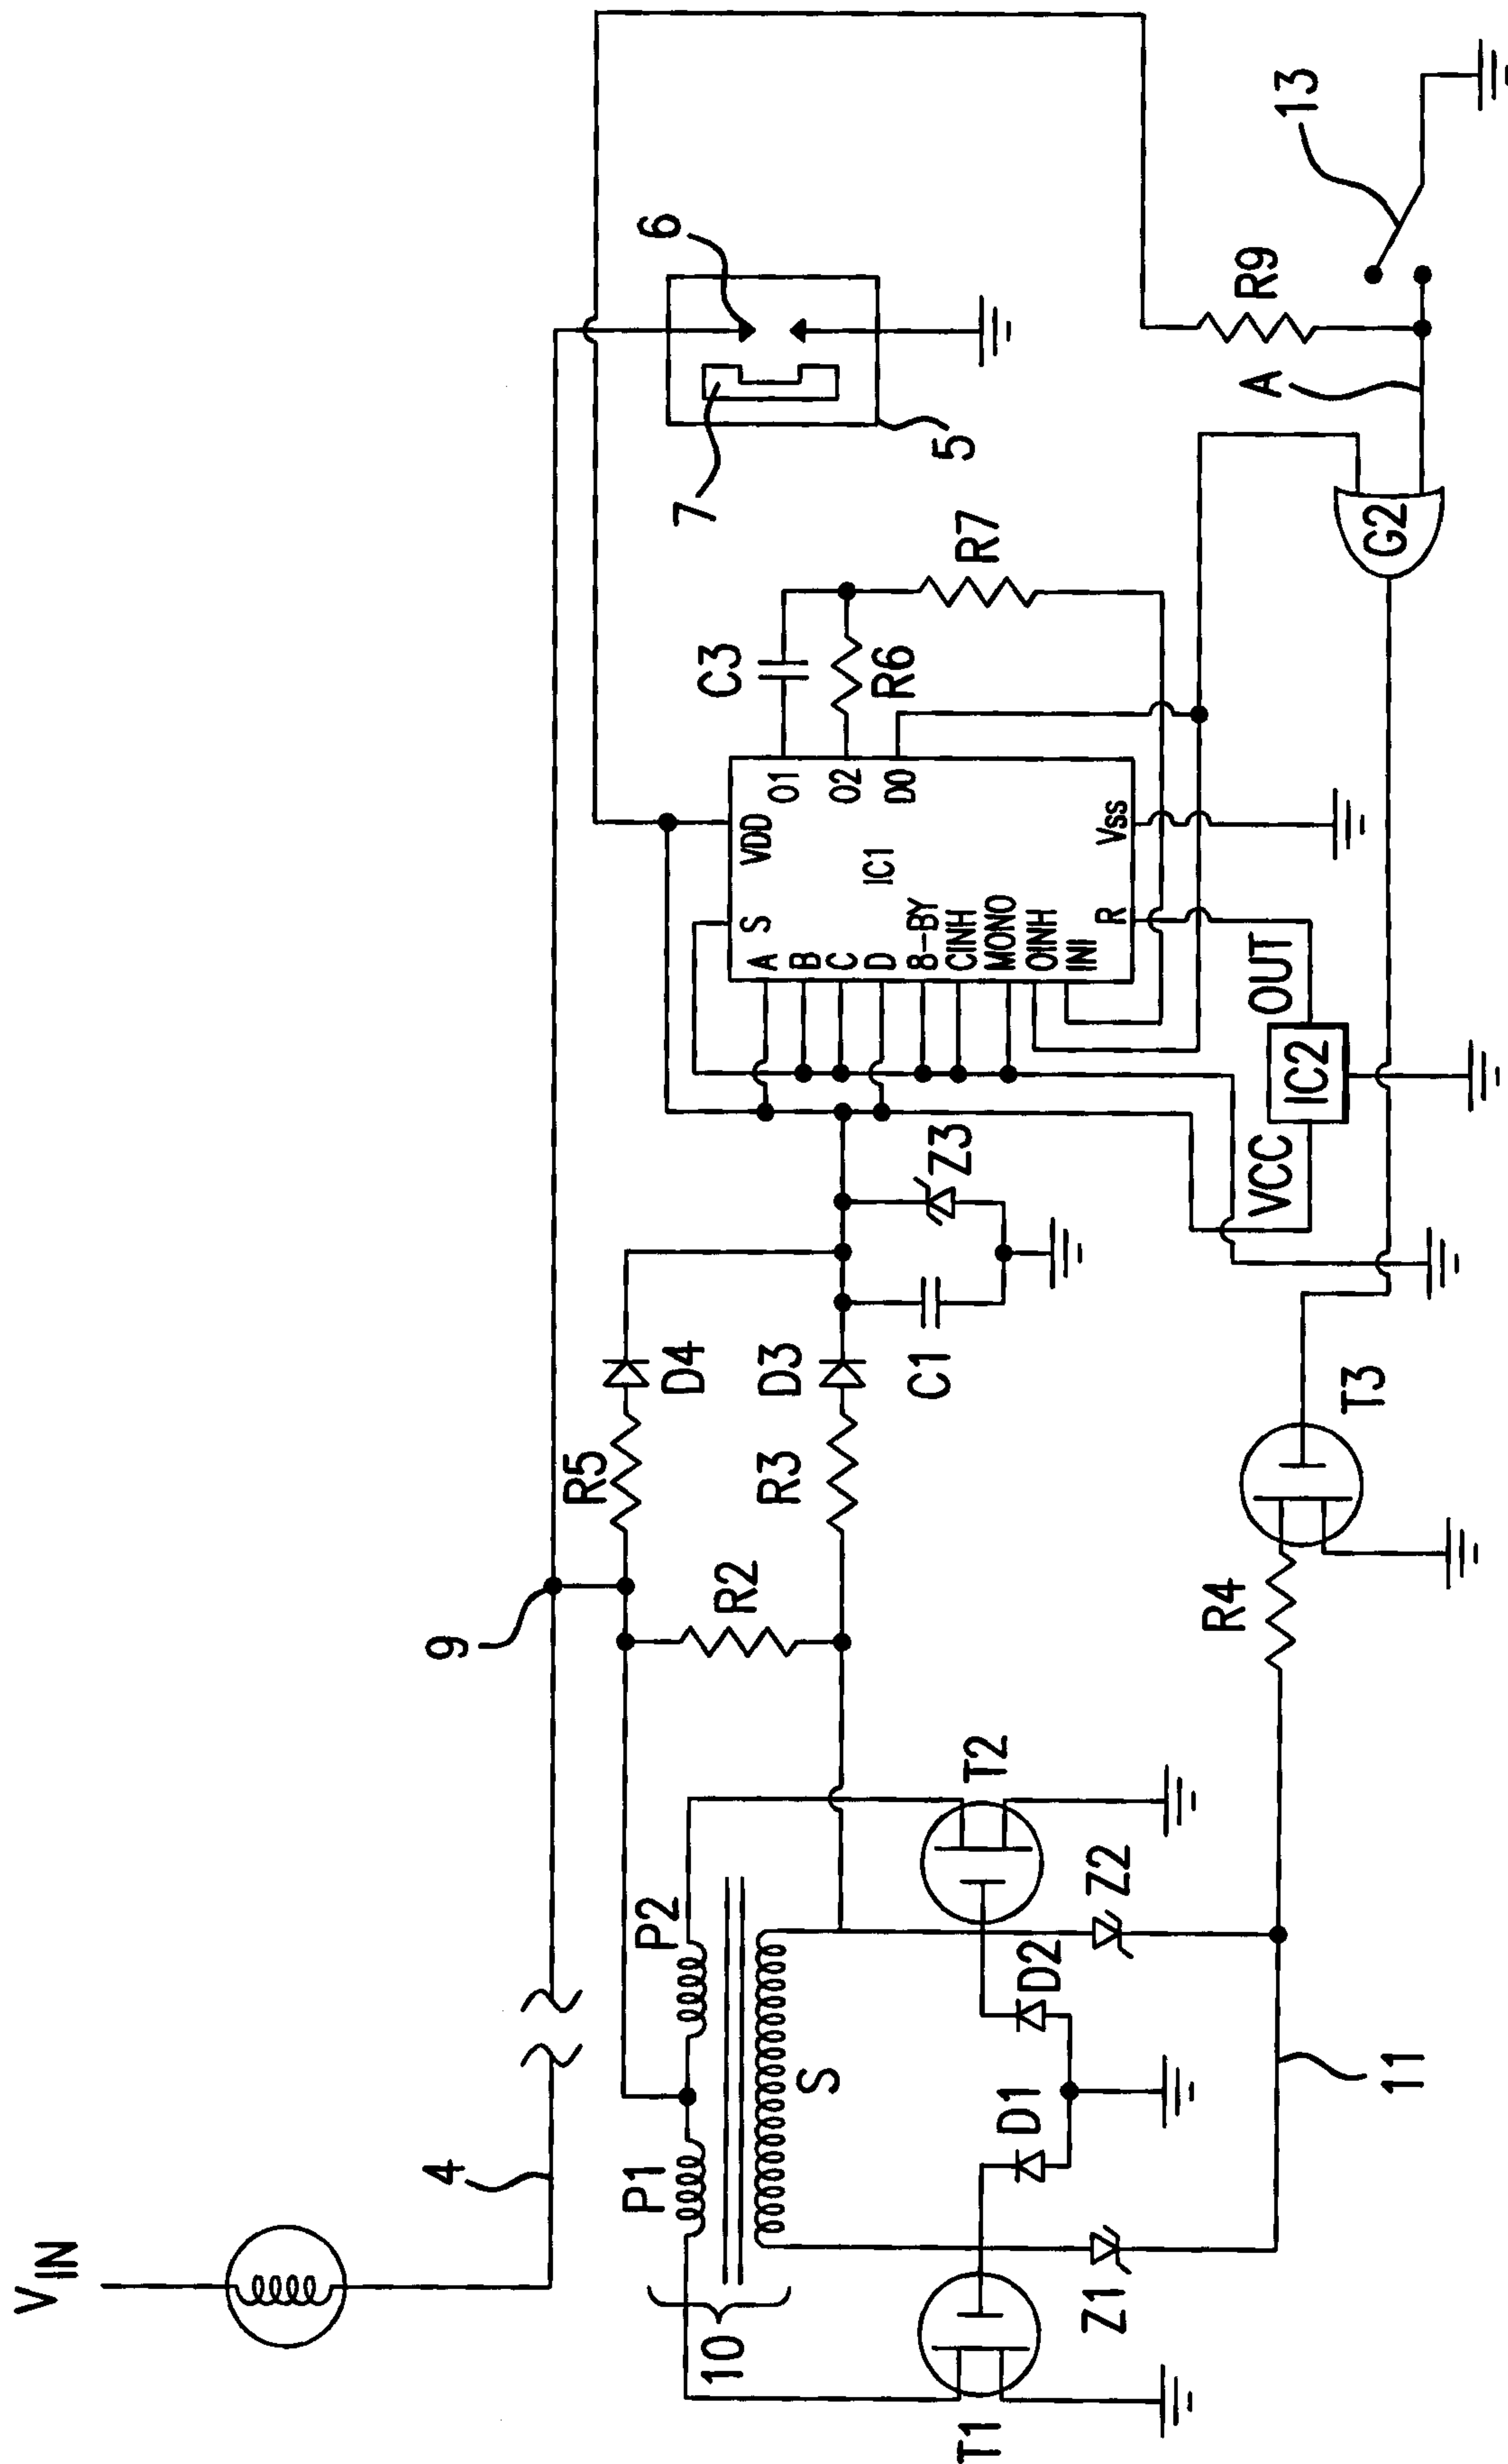 V IN
4
9
P1
P2
10
S
T1
T2
D1
D2
Z1
Z2
11
R2
R5
D4
R3
D3
C1
Z3
R4
T3
S
VDD
A
B
C
D
8-BY
CINH
MONO
OINH
INI
IC1
O1
O2
DO
R
Vss
C3
R6
R7
VCC
IC2
OUT
7
6
5
G2
A
R9
13